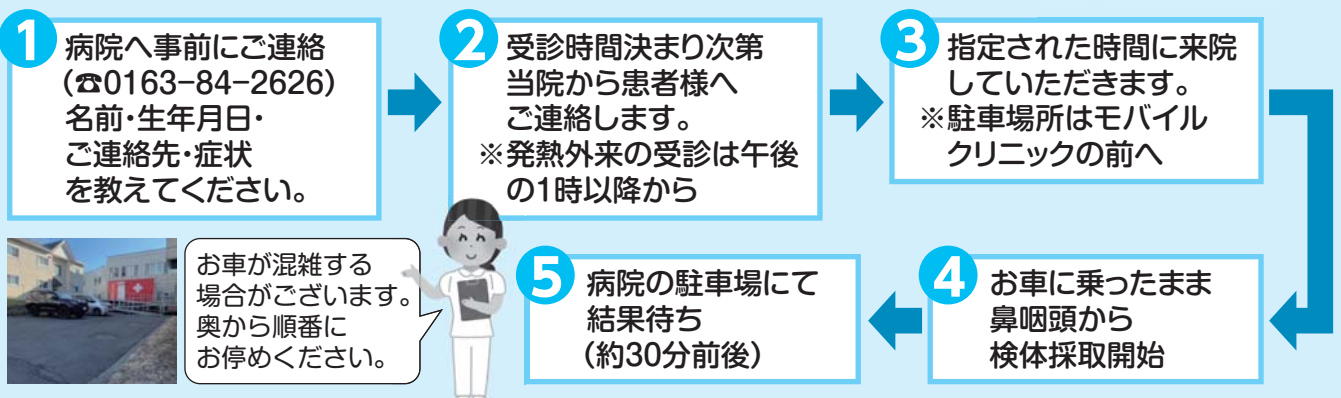 1
病院へ事前にご連絡
(☎0163-84-2626)
名前・生年月日・
ご連絡先・症状
を教えてください。
2
受診時間決まり次第
当院から患者様へ
ご連絡します。
※発熱外来の受診は午後
の1時以降から
3
指定された時間に来院
していただきます。
※駐車場所はモバイル
クリニックの前へ
4
お車に乗ったまま
鼻咽頭から
検体採取開始
5
病院の駐車場にて
結果待ち
(約30分前後)
お車が混雑する
場合がございます。
奥から順番に
お停めください。